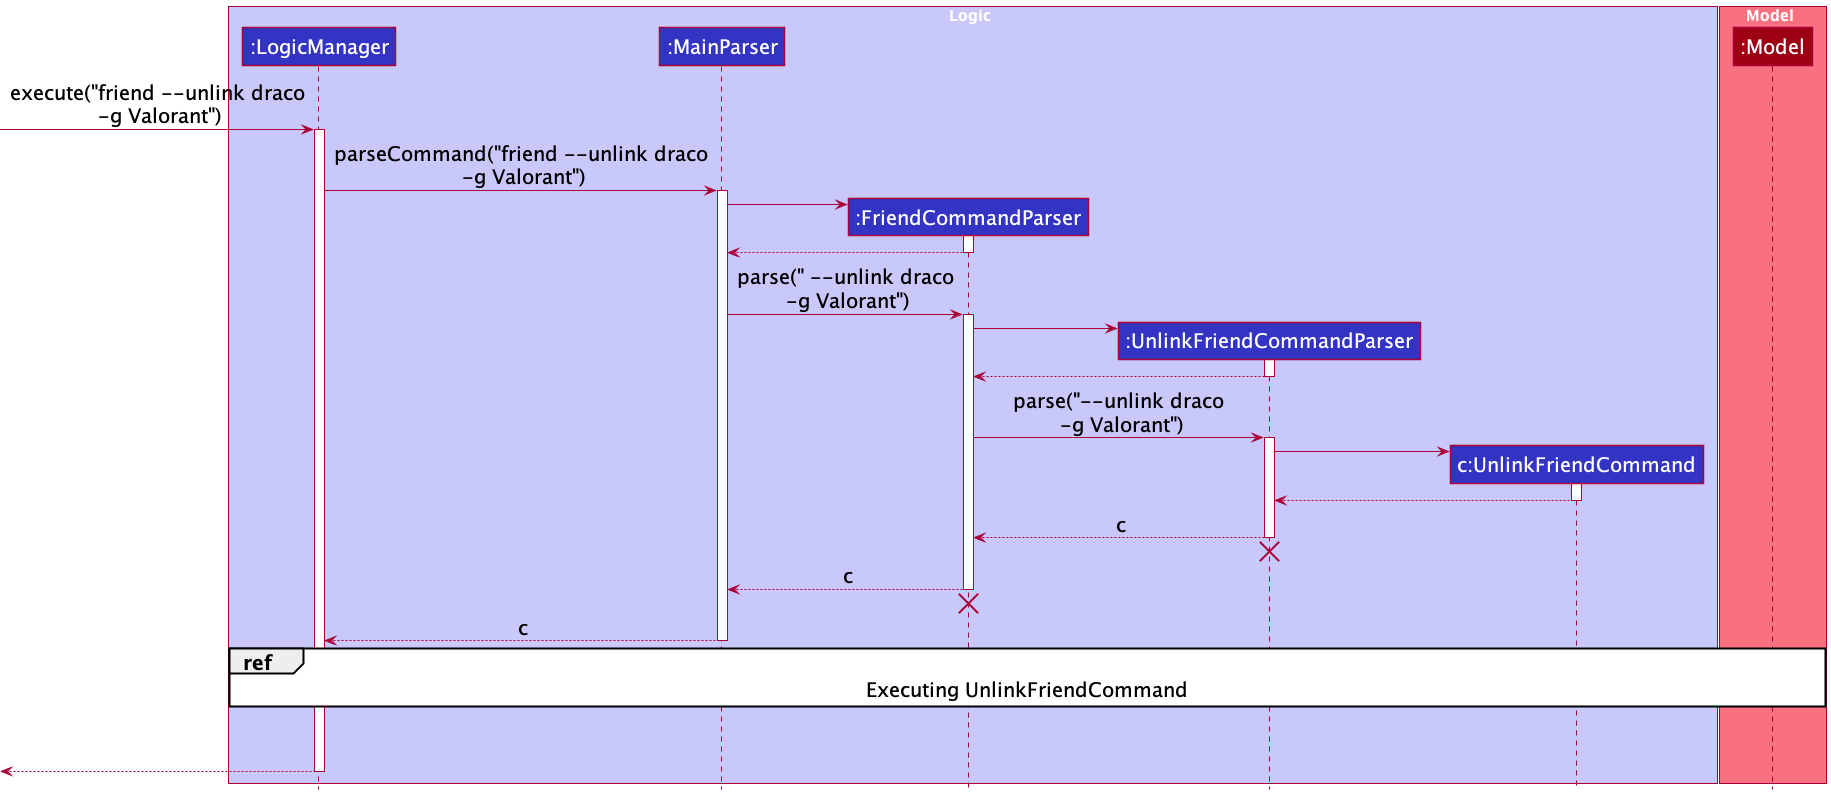 Logic
Model
:LogicManager
:MainParser
:Model
execute("friend --unlink draco
-g Valorant")
parseCommand("friend --unlink draco
-g Valorant")
:FriendCommandParser
parse(" --unlink draco
-g Valorant")
:UnlinkFriendCommandParser
parse("--unlink draco
-g Valorant")
c:UnlinkFriendCommand
c
c
c
ref
Executing UnlinkFriendCommand